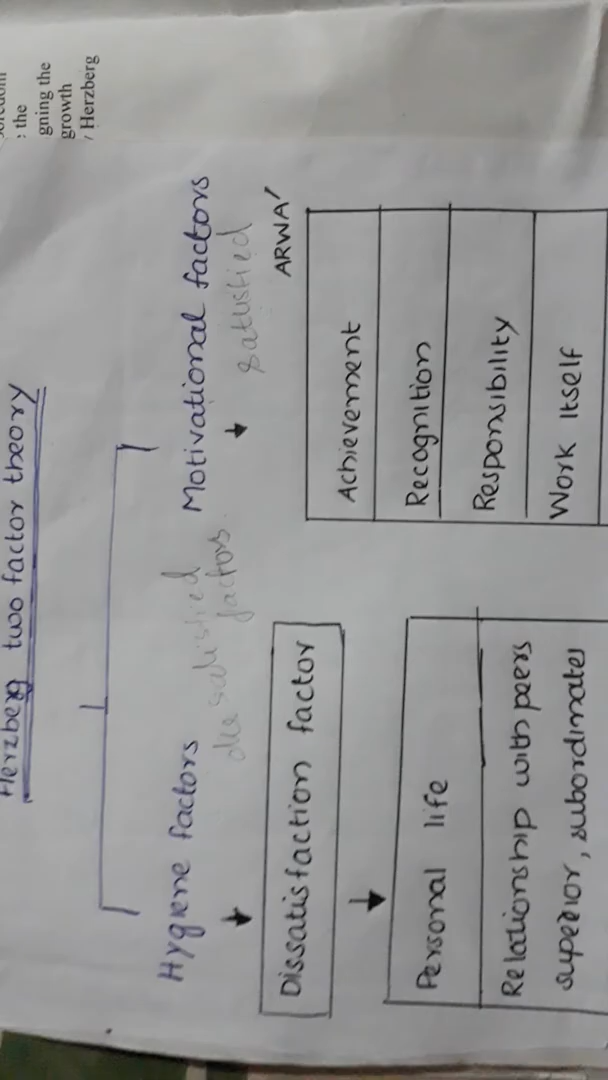 Herzberg two factor theory
Hygiene factors
Motivational factors
dissatisfied
factors.
satisfied
Dissatisfaction factor
ARWA
Personal life
Relationship with peers
superior, subordinates
Achievement
Recognition
Responsibility
Work Itself
: the
gning the
growth
Herzberg